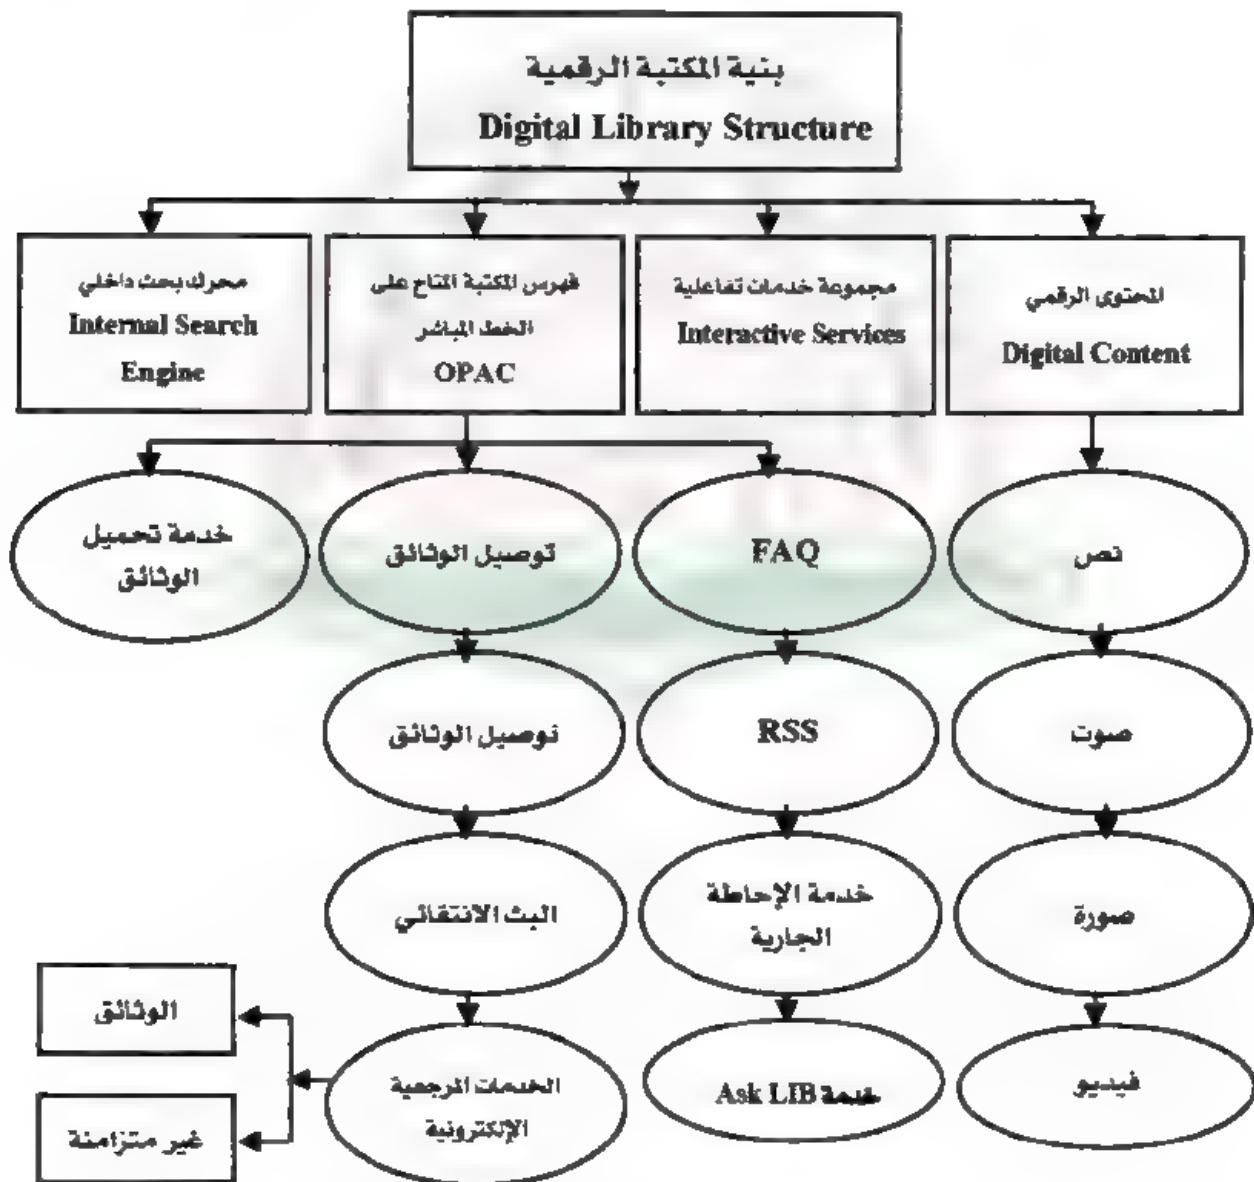 بنية المكتبة الرقمية
Digital Library Structure
المحتوى الرقمي
Digital Content
مجموعة خدمات تفاعلية
Interactive Services
فهرس المكتبة المتاح على
الخط المباشر
OPAC
محرك بحث داخلي
Internal Search
Engine
نص
FAQ
توصيل الوثائق
خدمة تحميل
الوثائق
صوت
RSS
توصيل الوثائق
صورة
خدمة الإحاطة
الجارية
البث الانتقائي
فيديو
خدمة Ask LIB
الخدمات المرجعية
الإلكترونية
الوثائق
غير متزامنة